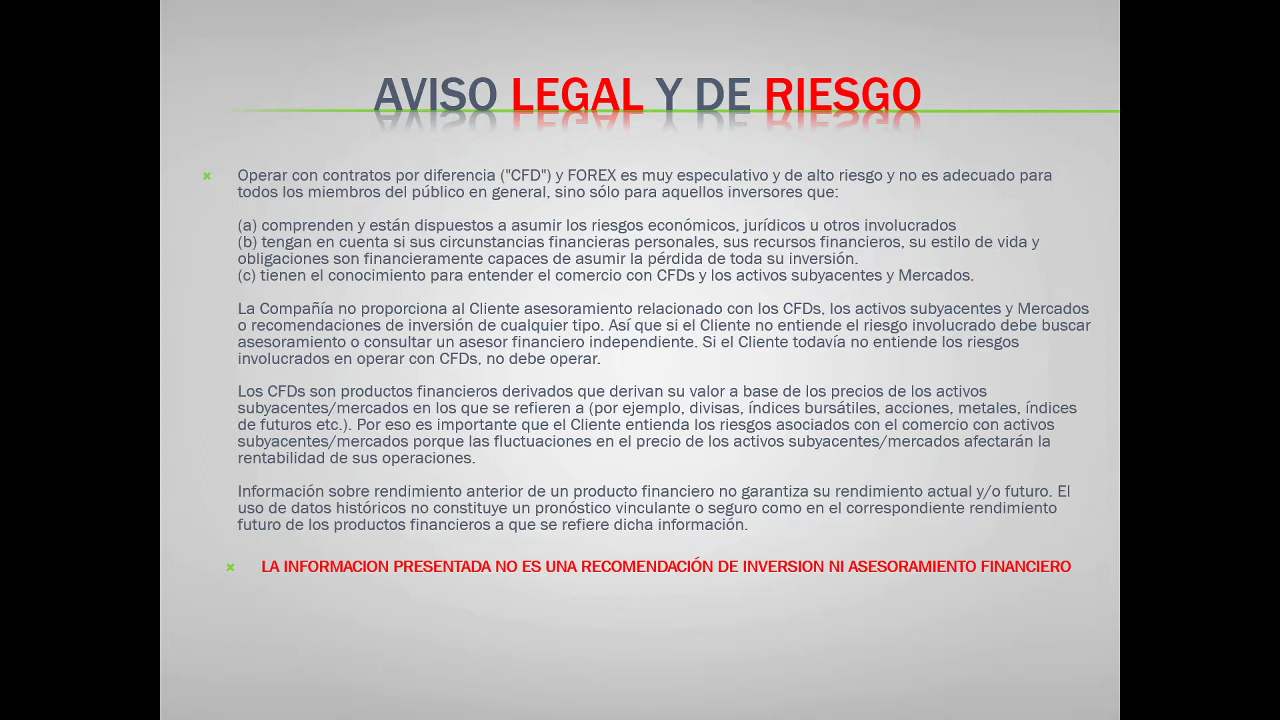 AVISO LEGAL Y DE RIESGO
Operar con contratos por diferencia ("CFD") y FOREX es muy especulativo y de alto riesgo y no es adecuado para
todos los miembros del público en general, sino sólo para aquellos inversores que:
(a) comprenden y están dispuestos a asumir los riesgos económicos, jurídicos u otros involucrados
(b) tengan en cuenta si sus circunstancias financieras personales, sus recursos financieros, su estilo de vida y
obligaciones son financieramente capaces de asumir la pérdida de toda su inversión.
(c) tienen el conocimiento para entender el comercio con CFDs y los activos subyacentes y Mercados.
La Compañía no proporciona al Cliente asesoramiento relacionado con los CFDs, los activos subyacentes y Mercados
o recomendaciones de inversión de cualquier tipo. Así que si el Cliente no entiende el riesgo involucrado debe buscar
asesoramiento o consultar un asesor financiero independiente. Si el Cliente todavía no entiende los riesgos
involucrados en operar con CFDs, no debe operar.
Los CFDs son productos financieros derivados que derivan su valor a base de los precios de los activos
subyacentes/mercados en los que se refieren a (por ejemplo, divisas, índices bursátiles, acciones, metales, índices
de futuros etc.). Por eso es importante que el Cliente entienda los riesgos asociados con el comercio con activos
subyacentes/mercados porque las fluctuaciones en el precio de los activos subyacentes/mercados afectarán la
rentabilidad de sus operaciones.
Información sobre rendimiento anterior de un producto financiero no garantiza su rendimiento actual y/o futuro. El
uso de datos históricos no constituye un pronóstico vinculante o seguro como en el correspondiente rendimiento
futuro de los productos financieros a que se refiere dicha información.
LA INFORMACION PRESENTADA NO ES UNA RECOMENDACIÓN DE INVERSION NI ASESORAMIENTO FINANCIERO